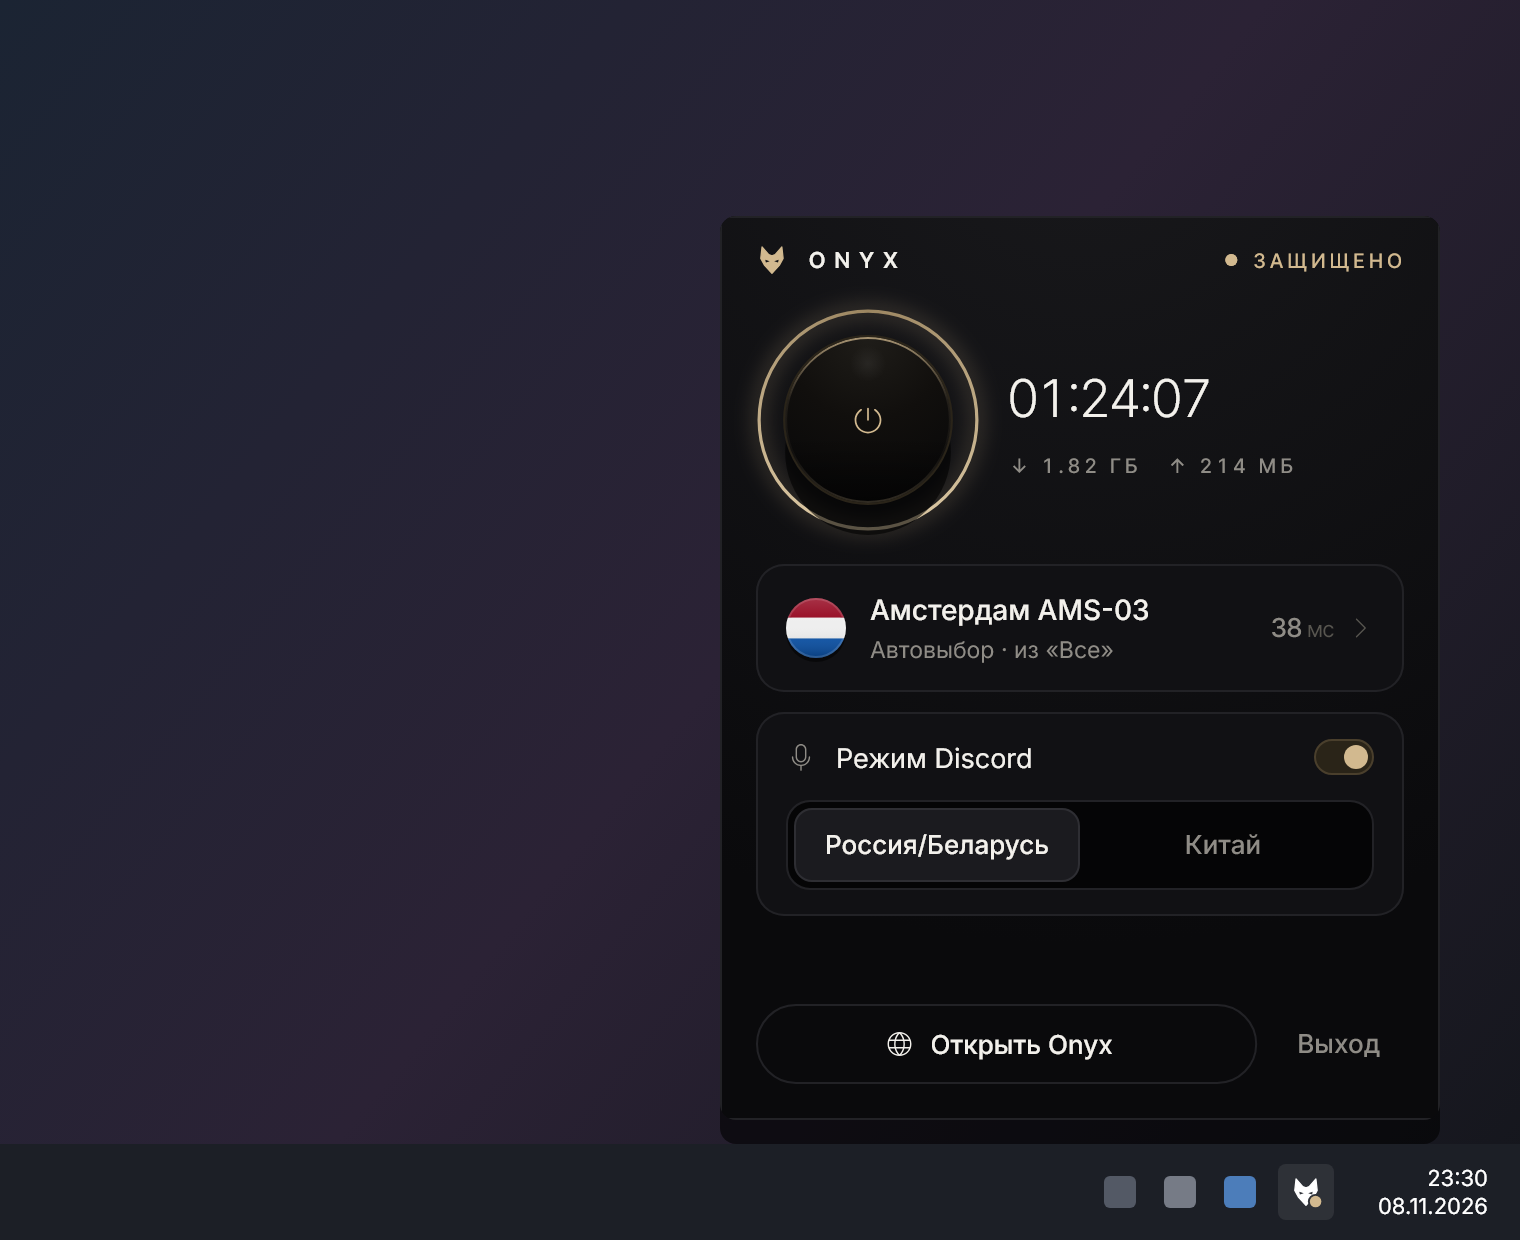 ONYX
ЗАЩИЩЕНО
01:24:07
↓ 1.82 ГБ ↑ 214 МБ
Амстердам AMS-03
Автовыбор · из «Все»
38 мс
Режим Discord
Россия/Беларусь
Китай
Открыть Onyx
Выход
23:30
08.11.2026